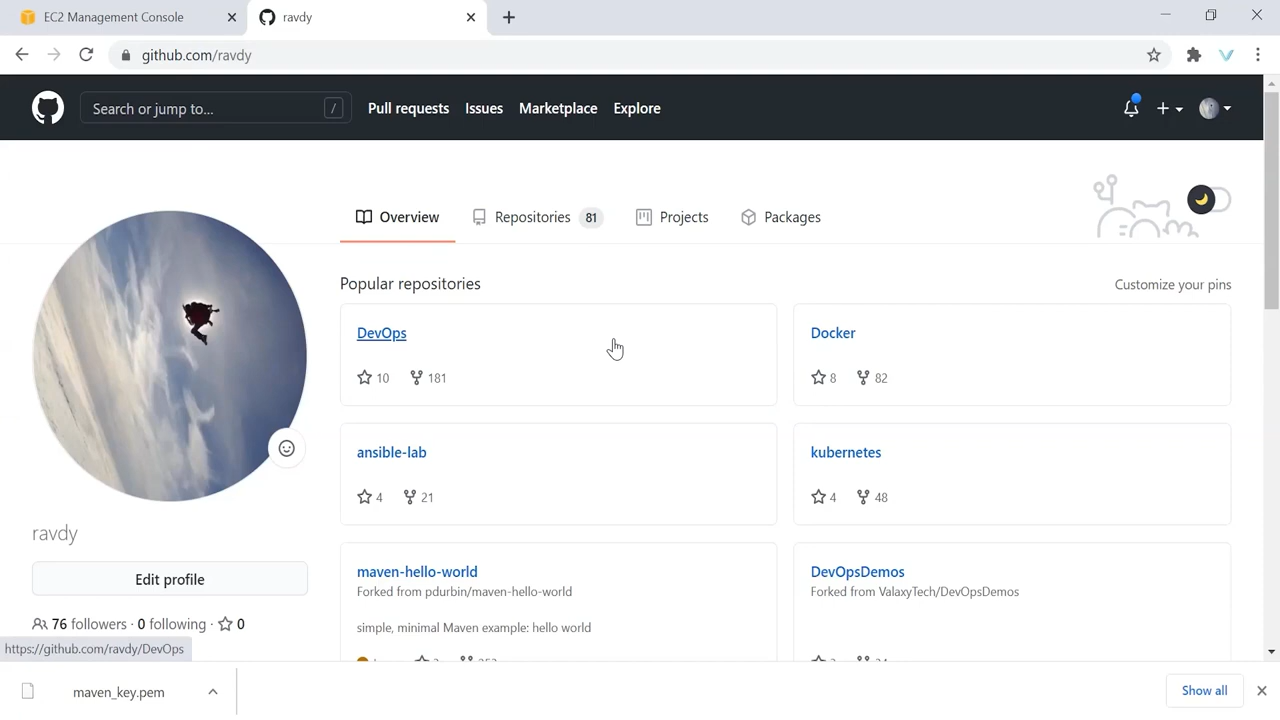 EC2 Management Console
ravdy
github.com/ravdy
Search or jump to...
/
Pull requests
Issues
Marketplace
Explore
Overview
Repositories 81
Projects
Packages
Popular repositories
Customize your pins
DevOps
10 181
Docker
8 82
ansible-lab
4 21
kubernetes
4 48
maven-hello-world
Forked from pdurbin/maven-hello-world
simple, minimal Maven example: hello world
DevOpsDemos
Forked from ValaxyTech/DevOpsDemos
ravdy
Edit profile
76 followers · 0 following · 0
https://github.com/ravdy/DevOps
maven_key.pem
Show all